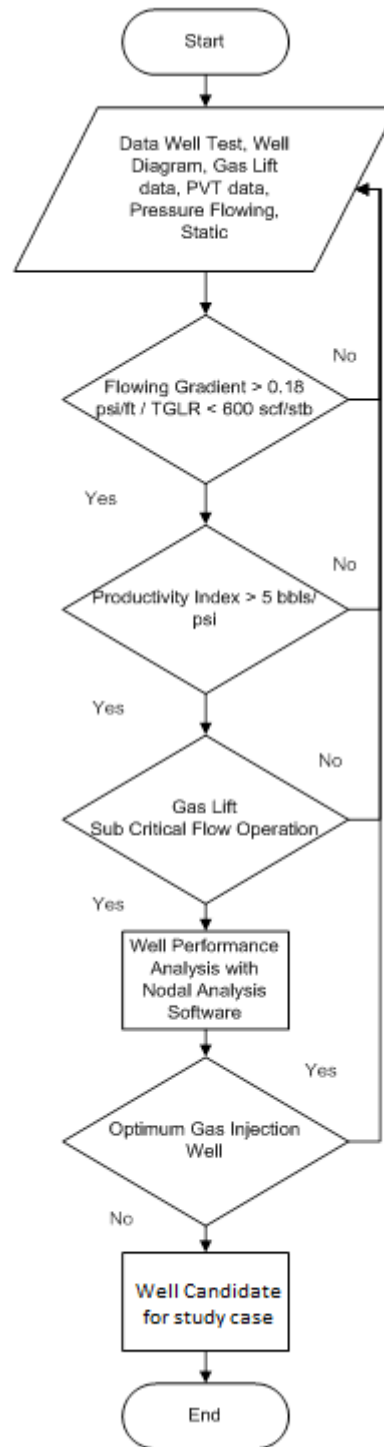 Start
Data Well Test, Well
Diagram, Gas Lift
data, PVT data,
Pressure Flowing,
Static
No
Flowing Gradient > 0.18
psi/ft / TGLR < 600 scf/stb
Yes
No
Productivity Index > 5 bbls/
psi
Yes
No
Gas Lift
Sub Critical Flow Operation
Yes
Well Performance
Analysis with
Nodal Analysis
Software
Yes
Optimum Gas Injection
Well
No
Well Candidate
for study case
End